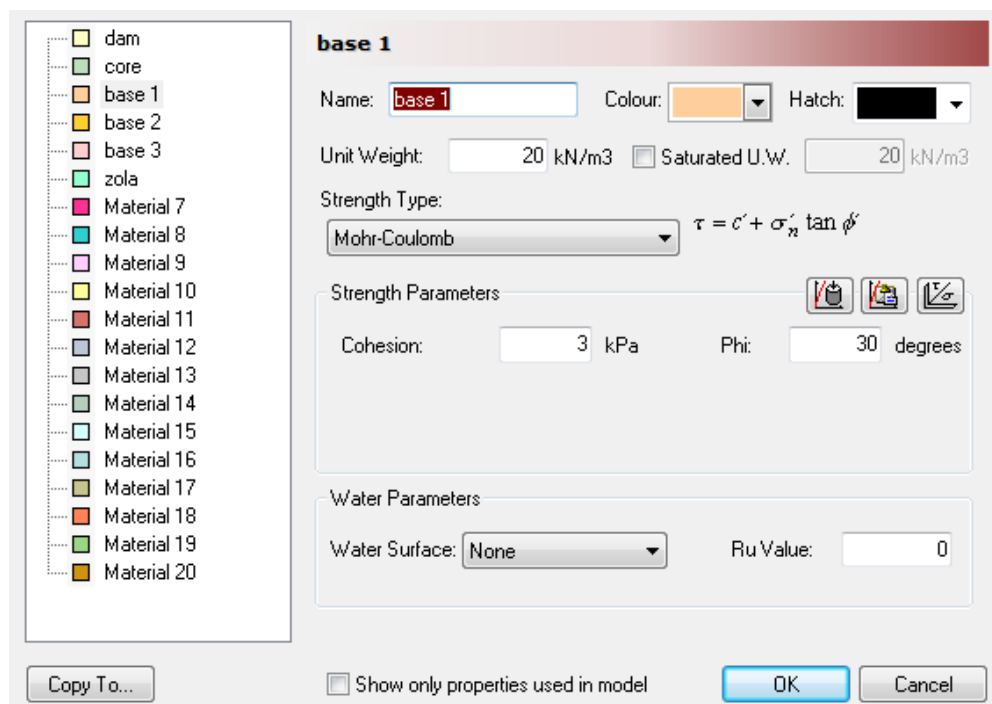 dam
core
base 1
base 2
base 3
zola
Material 7
Material 8
Material 9
Material 10
Material 11
Material 12
Material 13
Material 14
Material 15
Material 16
Material 17
Material 18
Material 19
Material 20
Copy To...
base 1
Name: base 1 Colour: Hatch:
Unit Weight: 20 kN/m3 Saturated U.W. 20 kN/m3
Strength Type:
Mohr-Coulomb τ = c′ + σ′n tan ϕ′
Strength Parameters
Cohesion: 3 kPa Phi: 30 degrees
Water Parameters
Water Surface: None Ru Value: 0
Show only properties used in model OK Cancel